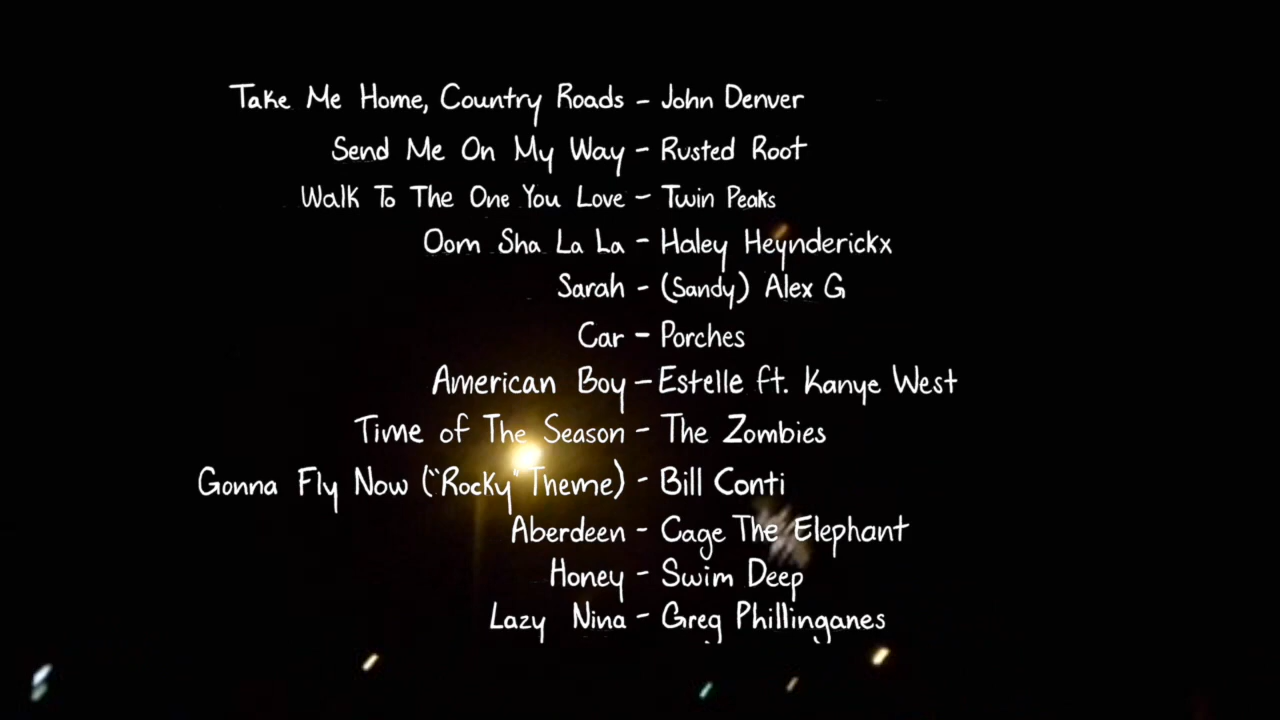 Take Me Home, Country Roads - John Denver
Send Me On My Way - Rusted Root
Walk To The One You Love - Twin Peaks
Oom Sha La La - Haley Heynderickx
Sarah - (Sandy) Alex G
Car - Porches
American Boy - Estelle ft. Kanye West
Time of The Season - The Zombies
Gonna Fly Now ("Rocky" Theme) - Bill Conti
Aberdeen - Cage The Elephant
Honey - Swim Deep
Lazy Nina - Greg Phillinganes